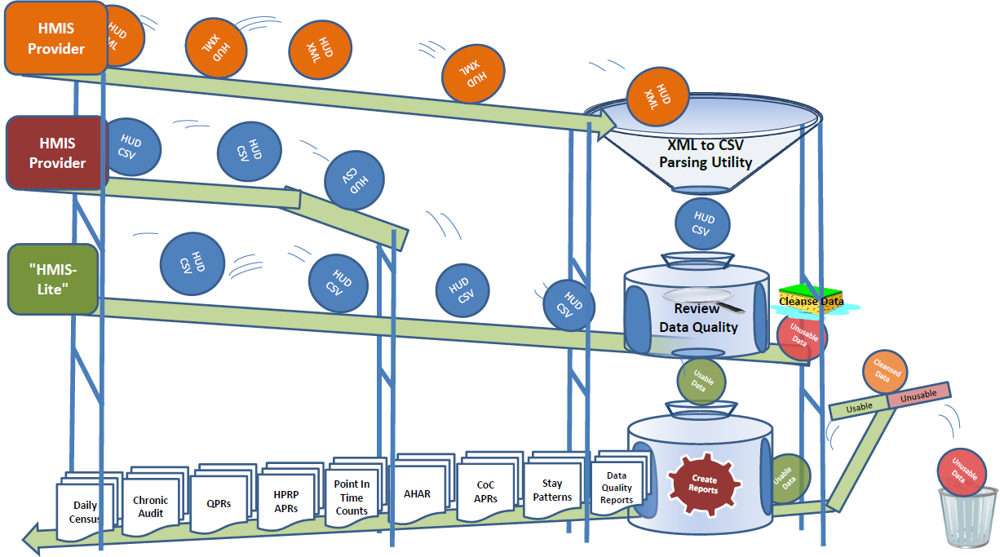 HMIS
Provider
HUD
XML
HUD
XML
HUD
XML
HUD
XML
HUD
XML
XML to CSV
Parsing Utility
HMIS
Provider
HUD
CSV
HUD
CSV
HUD
CSV
HUD
CSV
"HMIS-
Lite"
HUD
CSV
HUD
CSV
HUD
CSV
HUD
CSV
Review
Data Quality
Cleanse Data
Unusable
Data
Usable
Data
Cleansed
Data
Usable
Unusable
Unusable
Data
Create
Reports
Usable
Data
Daily
Census
Chronic
Audit
QPRs
HPRP
APRs
Point In
Time
Counts
AHAR
CoC
APRs
Stay
Patterns
Data
Quality
Reports